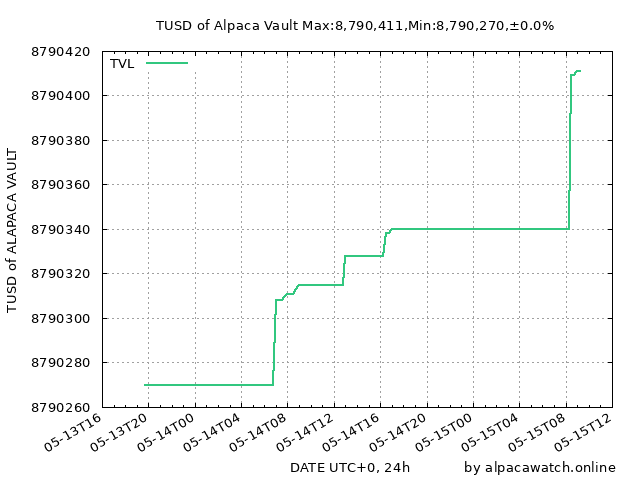 TUSD of Alpaca Vault Max:8,790,411,Min:8,790,270,±0.0%
TVL
8790420
8790400
8790380
8790360
8790340
8790320
8790300
8790280
8790260
TUSD of ALAPACA VAULT
05-13T16
05-13T20
05-14T00
05-14T04
05-14T08
05-14T12
05-14T16
05-14T20
05-15T00
05-15T04
05-15T08
05-15T12
DATE UTC+0, 24h
by alpacawatch.online